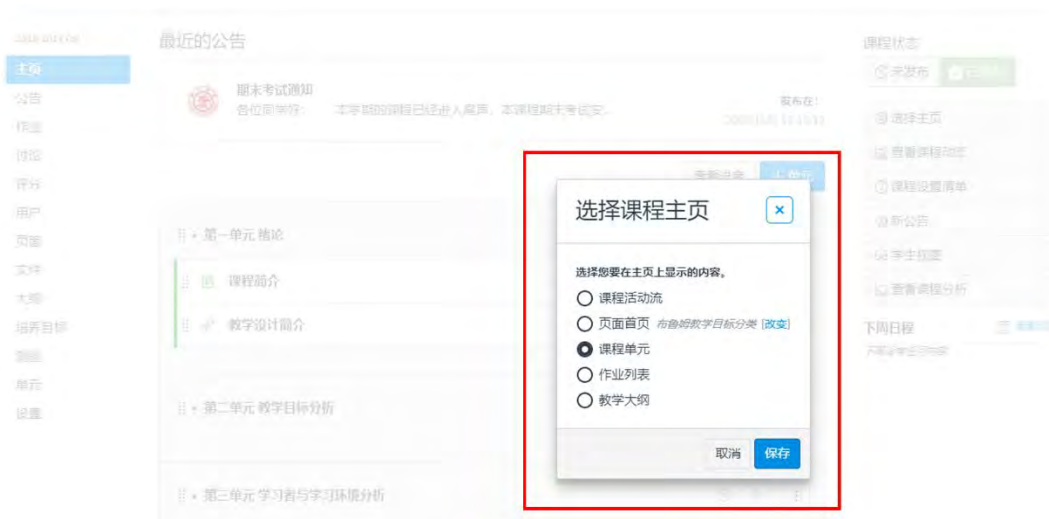 最近的公告
课程状态
主页
未发布
期末考试通知
公告
各位同学好： 本学期的课程已经进入尾声，本课程期末考试安...
发布在:
选择主页
作业
讨论
查看课程动态
评分
课程设置清单
选择课程主页
用户
新公告
页面
第一单元 绪论
学生视图
文件
选择您要在主页上显示的内容。
课程简介
课程活动流
查看课程分析
大纲
页面首页 布鲁姆教学目标分类 [改变]
培养目标
教学设计简介
下周日程
课程单元
测验
作业列表
单元
教学大纲
设置
第二单元 教学目标分析
取消
保存
第三单元 学习者与学习环境分析